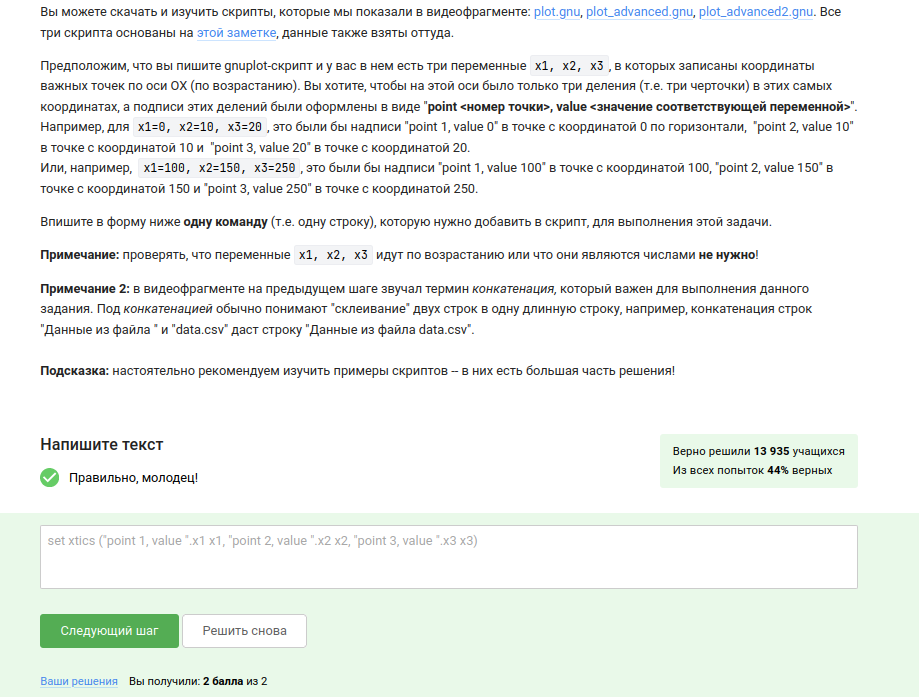 Вы можете скачать и изучить скрипты, которые мы показали в видеофрагменте: plot.gnu, plot_advanced.gnu, plot_advanced2.gnu. Все
три скрипта основаны на этой заметке, данные также взяты оттуда.
Предположим, что вы пишите gnuplot-скрипт и у вас в нем есть три переменные x1, x2, x3, в которых записаны координаты
важных точек по оси OX (по возрастанию). Вы хотите, чтобы на этой оси было только три деления (т.е. три черточки) в этих самых
координатах, а подписи этих делений были оформлены в виде "point <номер точки>, value <значение соответствующей переменной>".
Например, для x1=0, x2=10, x3=20, это были бы надписи "point 1, value 0" в точке с координатой 0 по горизонтали, "point 2, value 10"
в точке с координатой 10 и "point 3, value 20" в точке с координатой 20.
Или, например, x1=100, x2=150, x3=250, это были бы надписи "point 1, value 100" в точке с координатой 100, "point 2, value 150" в
точке с координатой 150 и "point 3, value 250" в точке с координатой 250.
Впишите в форму ниже одну команду (т.е. одну строку), которую нужно добавить в скрипт, для выполнения этой задачи.
Примечание: проверять, что переменные x1, x2, x3 идут по возрастанию или что они являются числами не нужно!
Примечание 2: в видеофрагменте на предыдущем шаге звучал термин конкатенация, который важен для выполнения данного
задания. Под конкатенацией обычно понимают "склеивание" двух строк в одну длинную строку, например, конкатенация строк
"Данные из файла " и "data.csv" даст строку "Данные из файла data.csv".
Подсказка: настоятельно рекомендуем изучить примеры скриптов -- в них есть большая часть решения!
Напишите текст
Верно решили 13 935 учащихся
Из всех попыток 44% верных
Правильно, молодец!
set xtics ("point 1, value ".x1 x1, "point 2, value ".x2 x2, "point 3, value ".x3 x3)
Следующий шаг Решить снова
Ваши решения Вы получили: 2 балла из 2